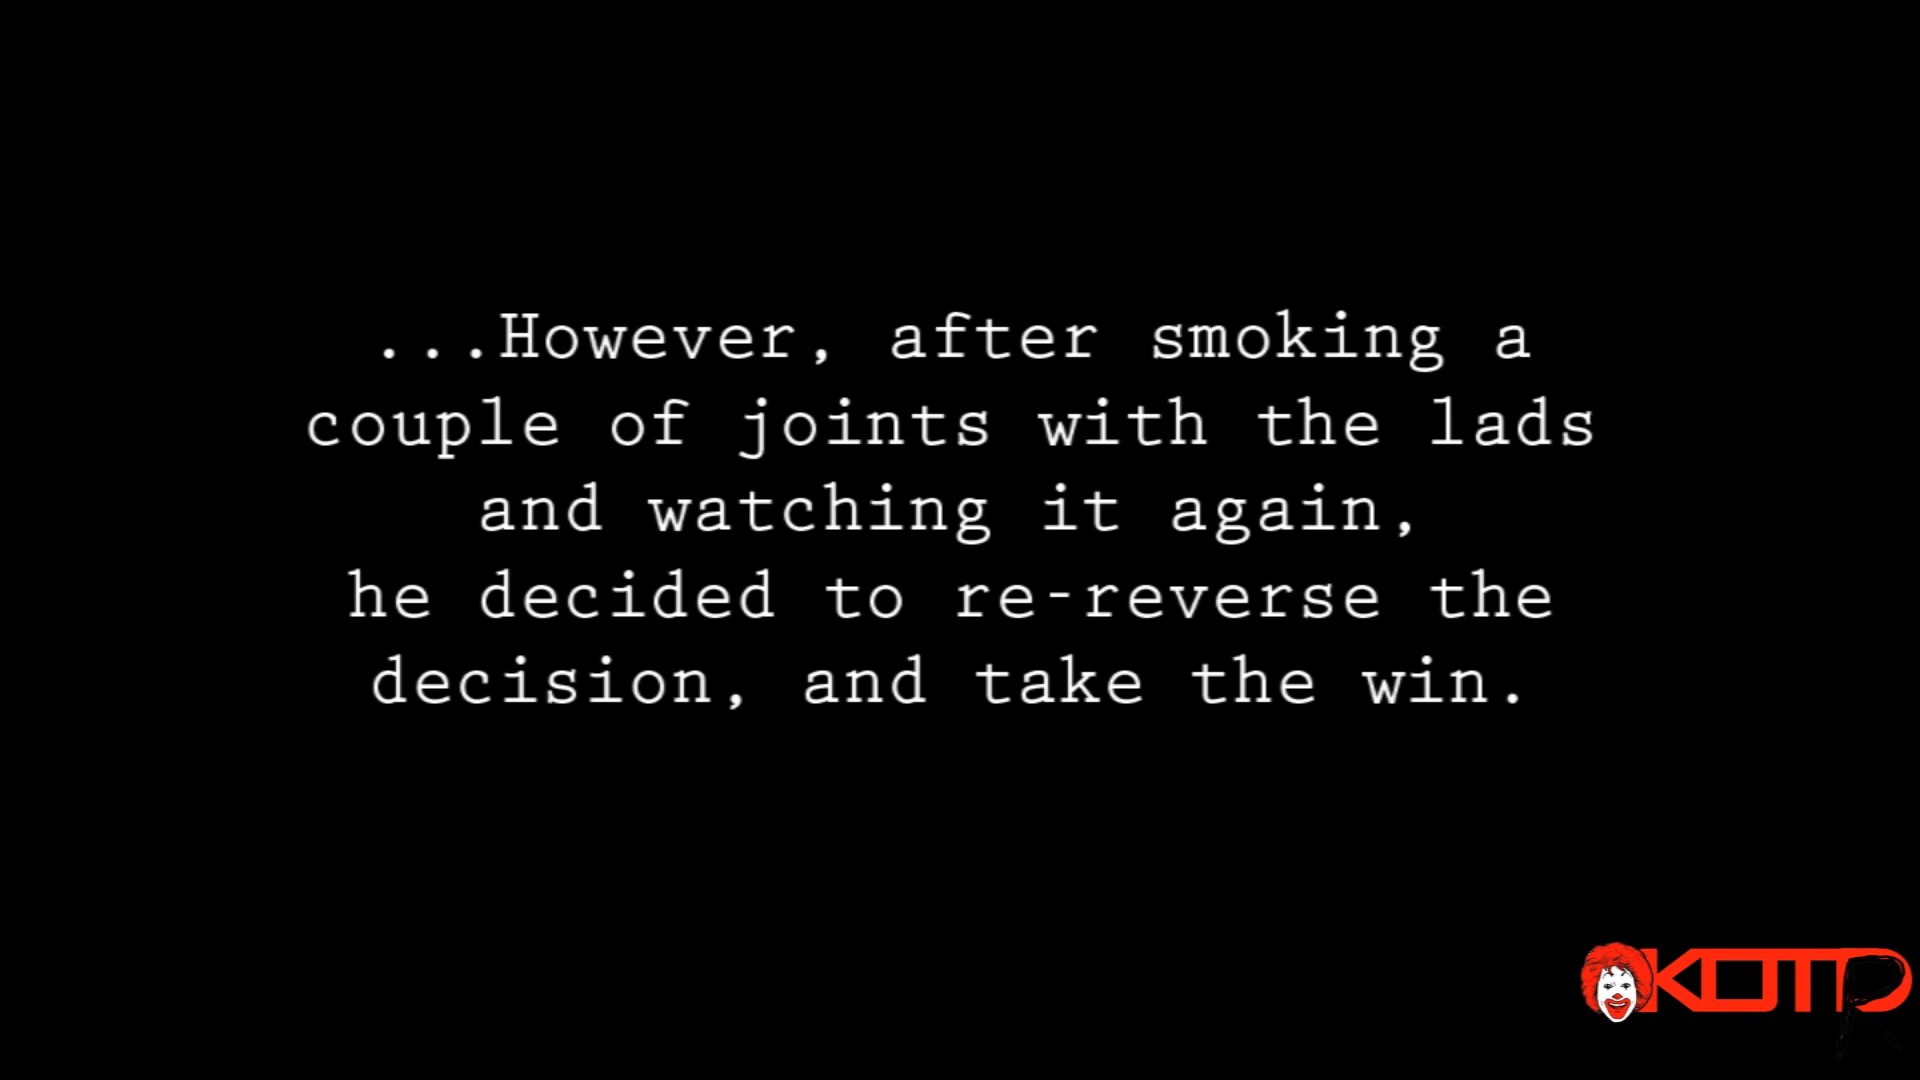 ...However, after smoking a
couple of joints with the lads
and watching it again,
he decided to re-reverse the
decision, and take the win.
KOTD
R